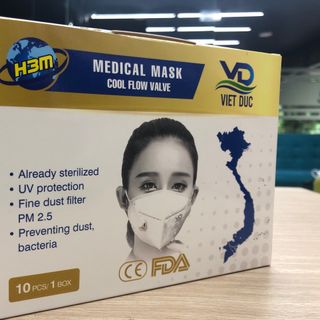 H3M
MEDICAL MASK
COOL FLOW VALVE
VD
VIET DUC
• Already sterilized
• UV protection
• Fine dust filter
PM 2.5
• Preventing dust,
bacteria
CE FDA
10 PCS/ 1 BOX